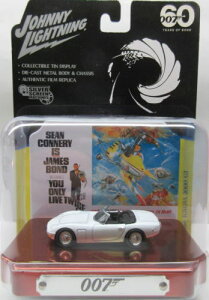 JOHNNY
LIGHTNING
007 60
YEARS OF BOND
• COLLECTIBLE TIN DISPLAY
• DIE-CAST METAL BODY & CHASSIS
• AUTHENTIC FILM REPLICA
SILVER
SCREEN
SEAN
CONNERY
IS
JAMES
BOND
YOU
ONLY
LIVE
007